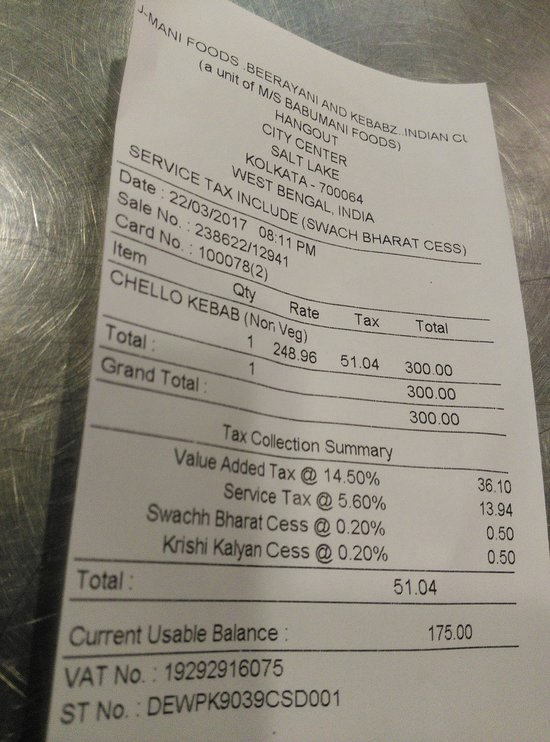 J-MANI FOODS .BEERAYANI AND KEBABZ..INDIAN
(a unit of M/S BABUMANI FOODS)
HANGOUT
CITY CENTER
SALT LAKE
KOLKATA - 700064
WEST BENGAL, INDIA
SERVICE TAX INCLUDE (SWACH BHARAT CESS)
Date : 22/03/2017 08:11 PM
Sale No. : 238622/12941
Card No. : 100078(2)
Item Qty Rate Tax Total
CHELLO KEBAB (Non Veg)
1 248.96 51.04 300.00
Total : 1 300.00
Grand Total : 300.00
Tax Collection Summary
Value Added Tax @ 14.50% 36.10
Service Tax @ 5.60% 13.94
Swachh Bharat Cess @ 0.20% 0.50
Krishi Kalyan Cess @ 0.20% 0.50
Total : 51.04
Current Usable Balance : 175.00
VAT No. : 19292916075
ST No. : DEWPK9039CSD001